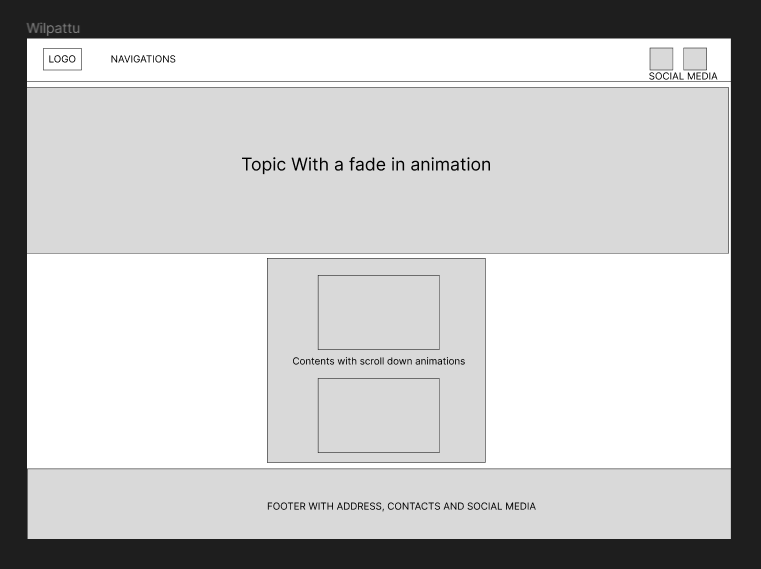 Wilpattu
LOGO
NAVIGATIONS
SOCIAL MEDIA
Topic With a fade in animation
Contents with scroll down animations
FOOTER WITH ADDRESS, CONTACTS AND SOCIAL MEDIA